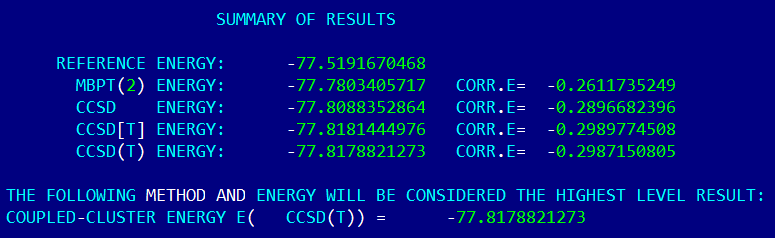 SUMMARY OF RESULTS
REFERENCE ENERGY: -77.5191670468
MBPT(2) ENERGY: -77.7803405717 CORR.E= -0.2611735249
CCSD ENERGY: -77.8088352864 CORR.E= -0.2896682396
CCSD[T] ENERGY: -77.8181444976 CORR.E= -0.2989774508
CCSD(T) ENERGY: -77.8178821273 CORR.E= -0.2987150805
THE FOLLOWING METHOD AND ENERGY WILL BE CONSIDERED THE HIGHEST LEVEL RESULT:
COUPLED-CLUSTER ENERGY E( CCSD(T)) = -77.8178821273